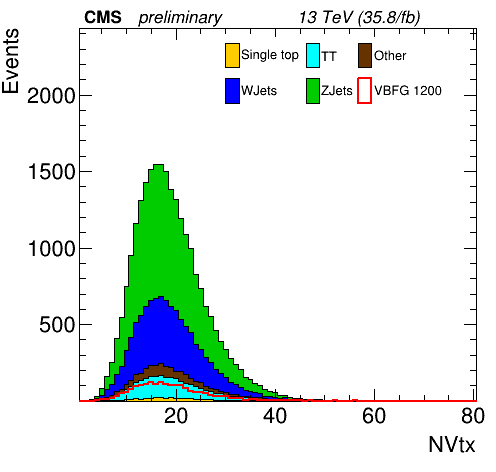 CMS preliminary 13 TeV (35.8/fb)
Events
Single top TT Other
WJets ZJets VBFG 1200
2000
1500
1000
500
20 40 60 80
NVtx